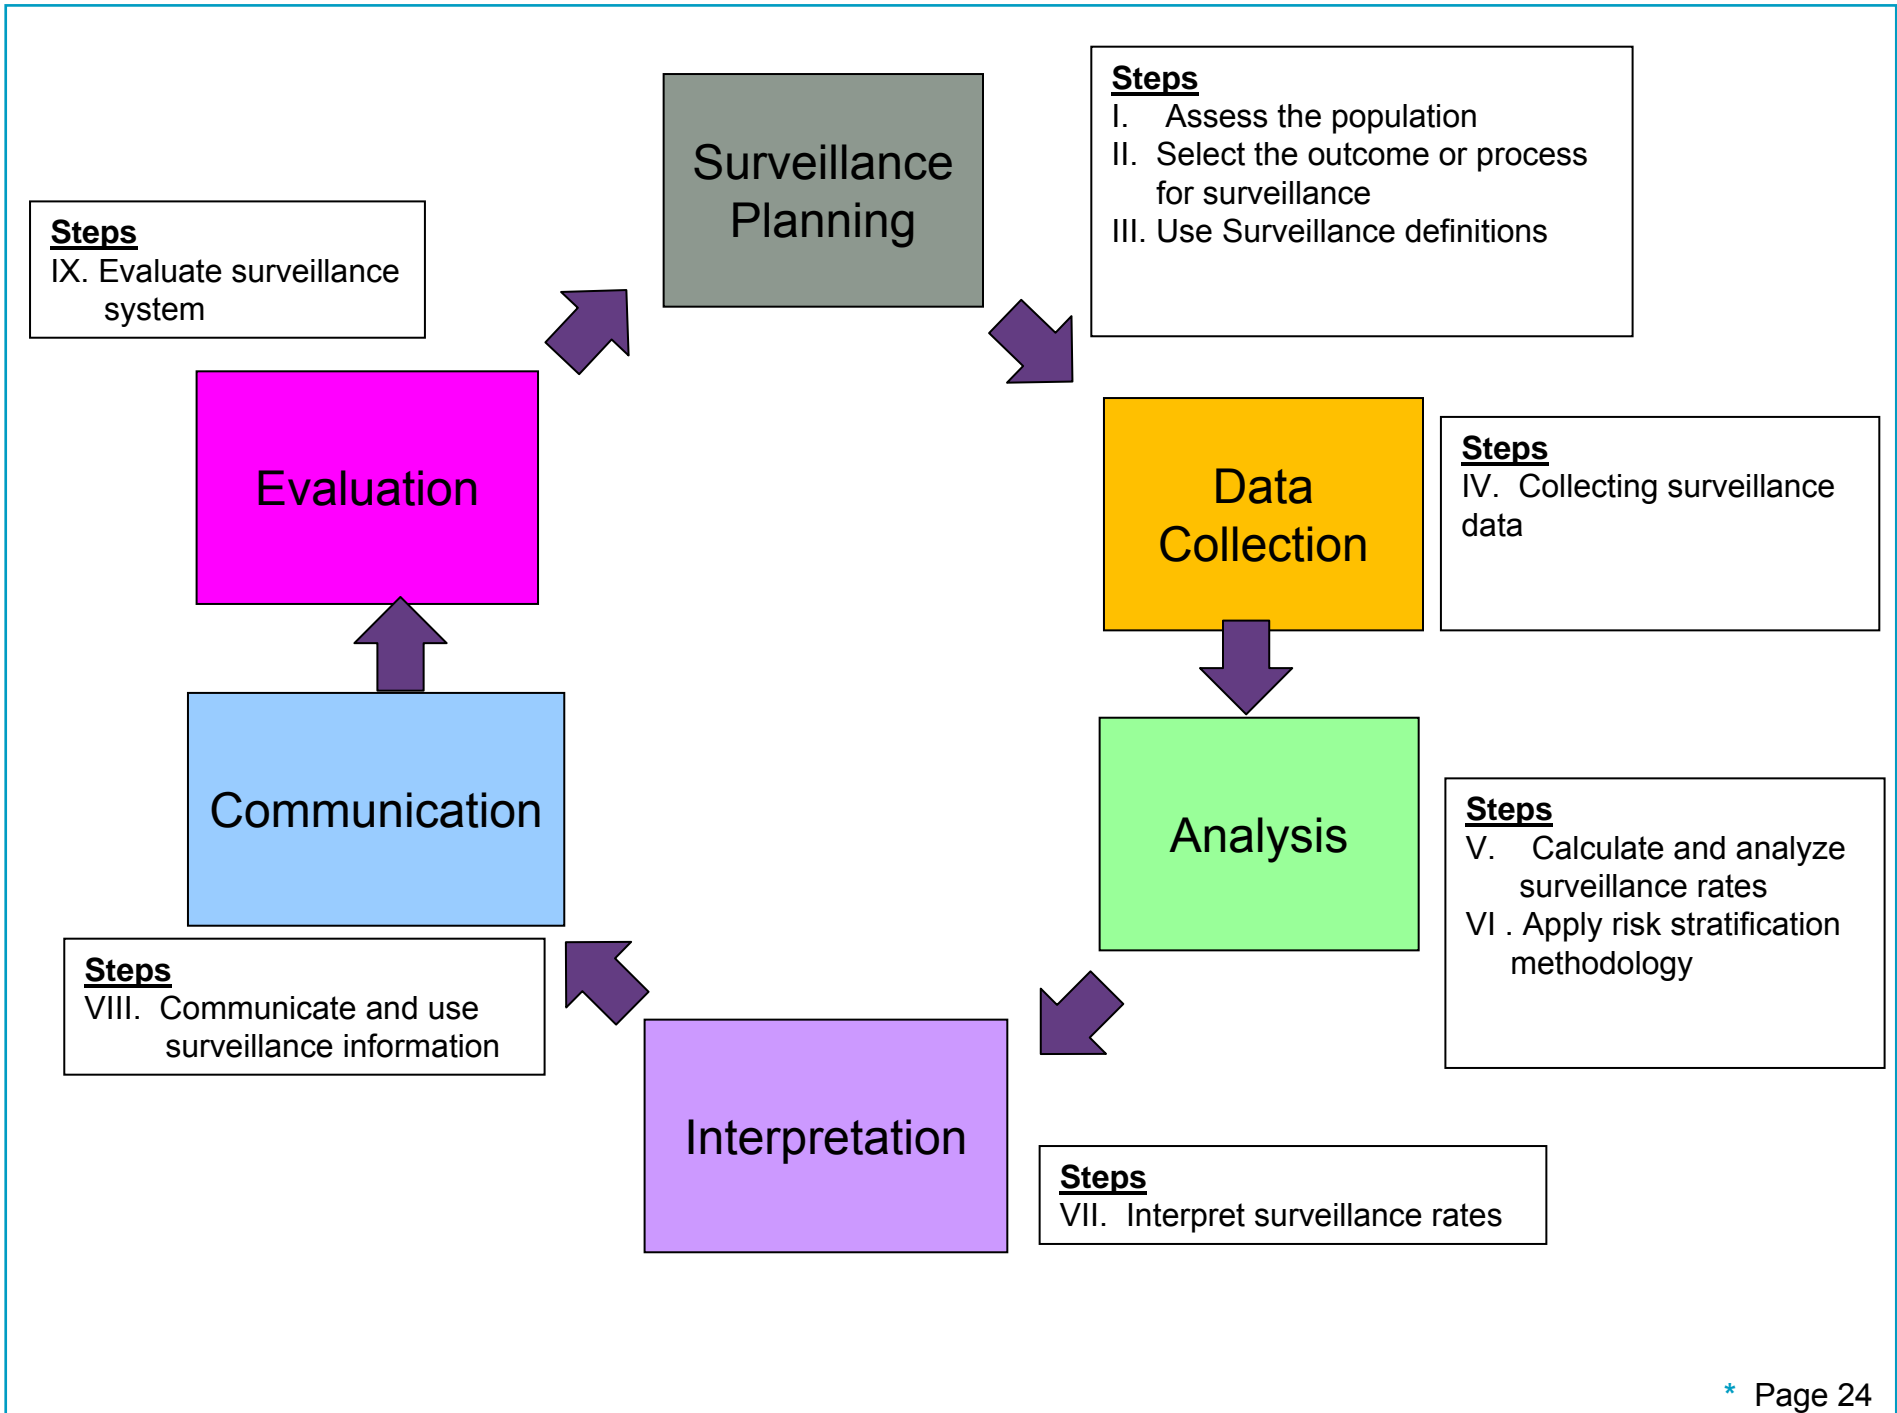 Surveillance
Planning
Steps
I. Assess the population
II. Select the outcome or process
for surveillance
III. Use Surveillance definitions
Steps
IX. Evaluate surveillance
system
Evaluation
Data
Collection
Steps
IV. Collecting surveillance
data
Communication
Analysis
Steps
V. Calculate and analyze
surveillance rates
VI . Apply risk stratification
methodology
Steps
VIII. Communicate and use
surveillance information
Interpretation
Steps
VII. Interpret surveillance rates
* Page 24